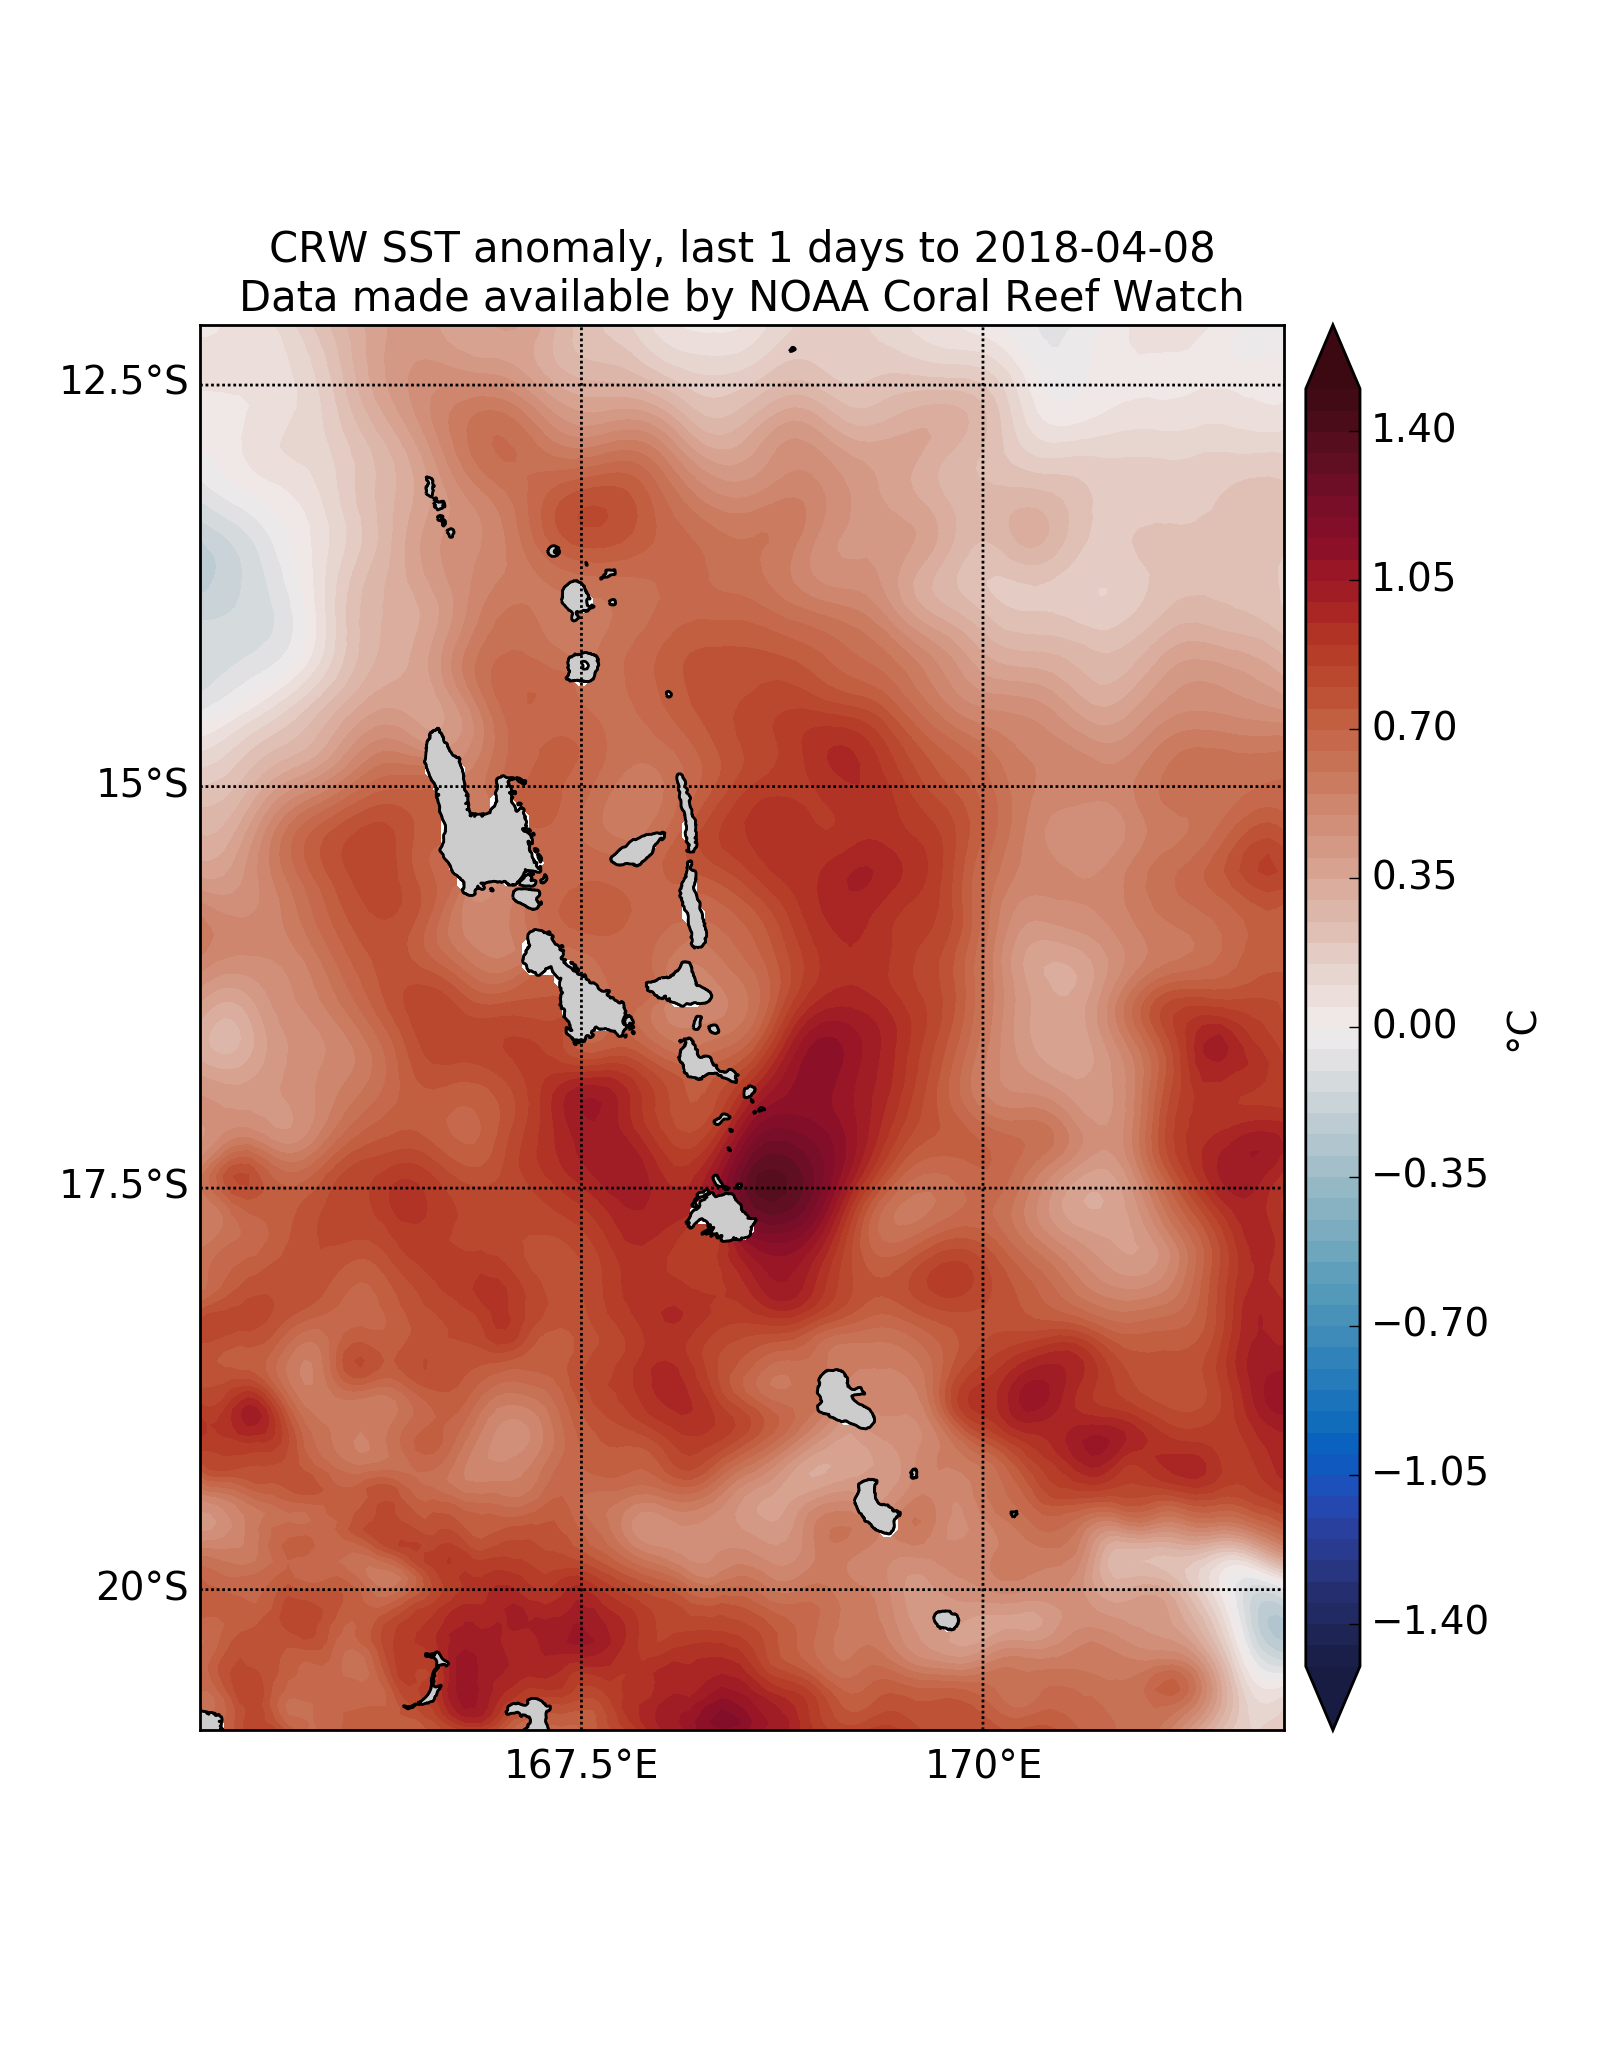 CRW SST anomaly, last 1 days to 2018-04-08
Data made available by NOAA Coral Reef Watch
12.5°S
15°S
17.5°S
20°S
167.5°E
170°E
1.40
1.05
0.70
0.35
0.00
−0.35
−0.70
−1.05
−1.40
°C